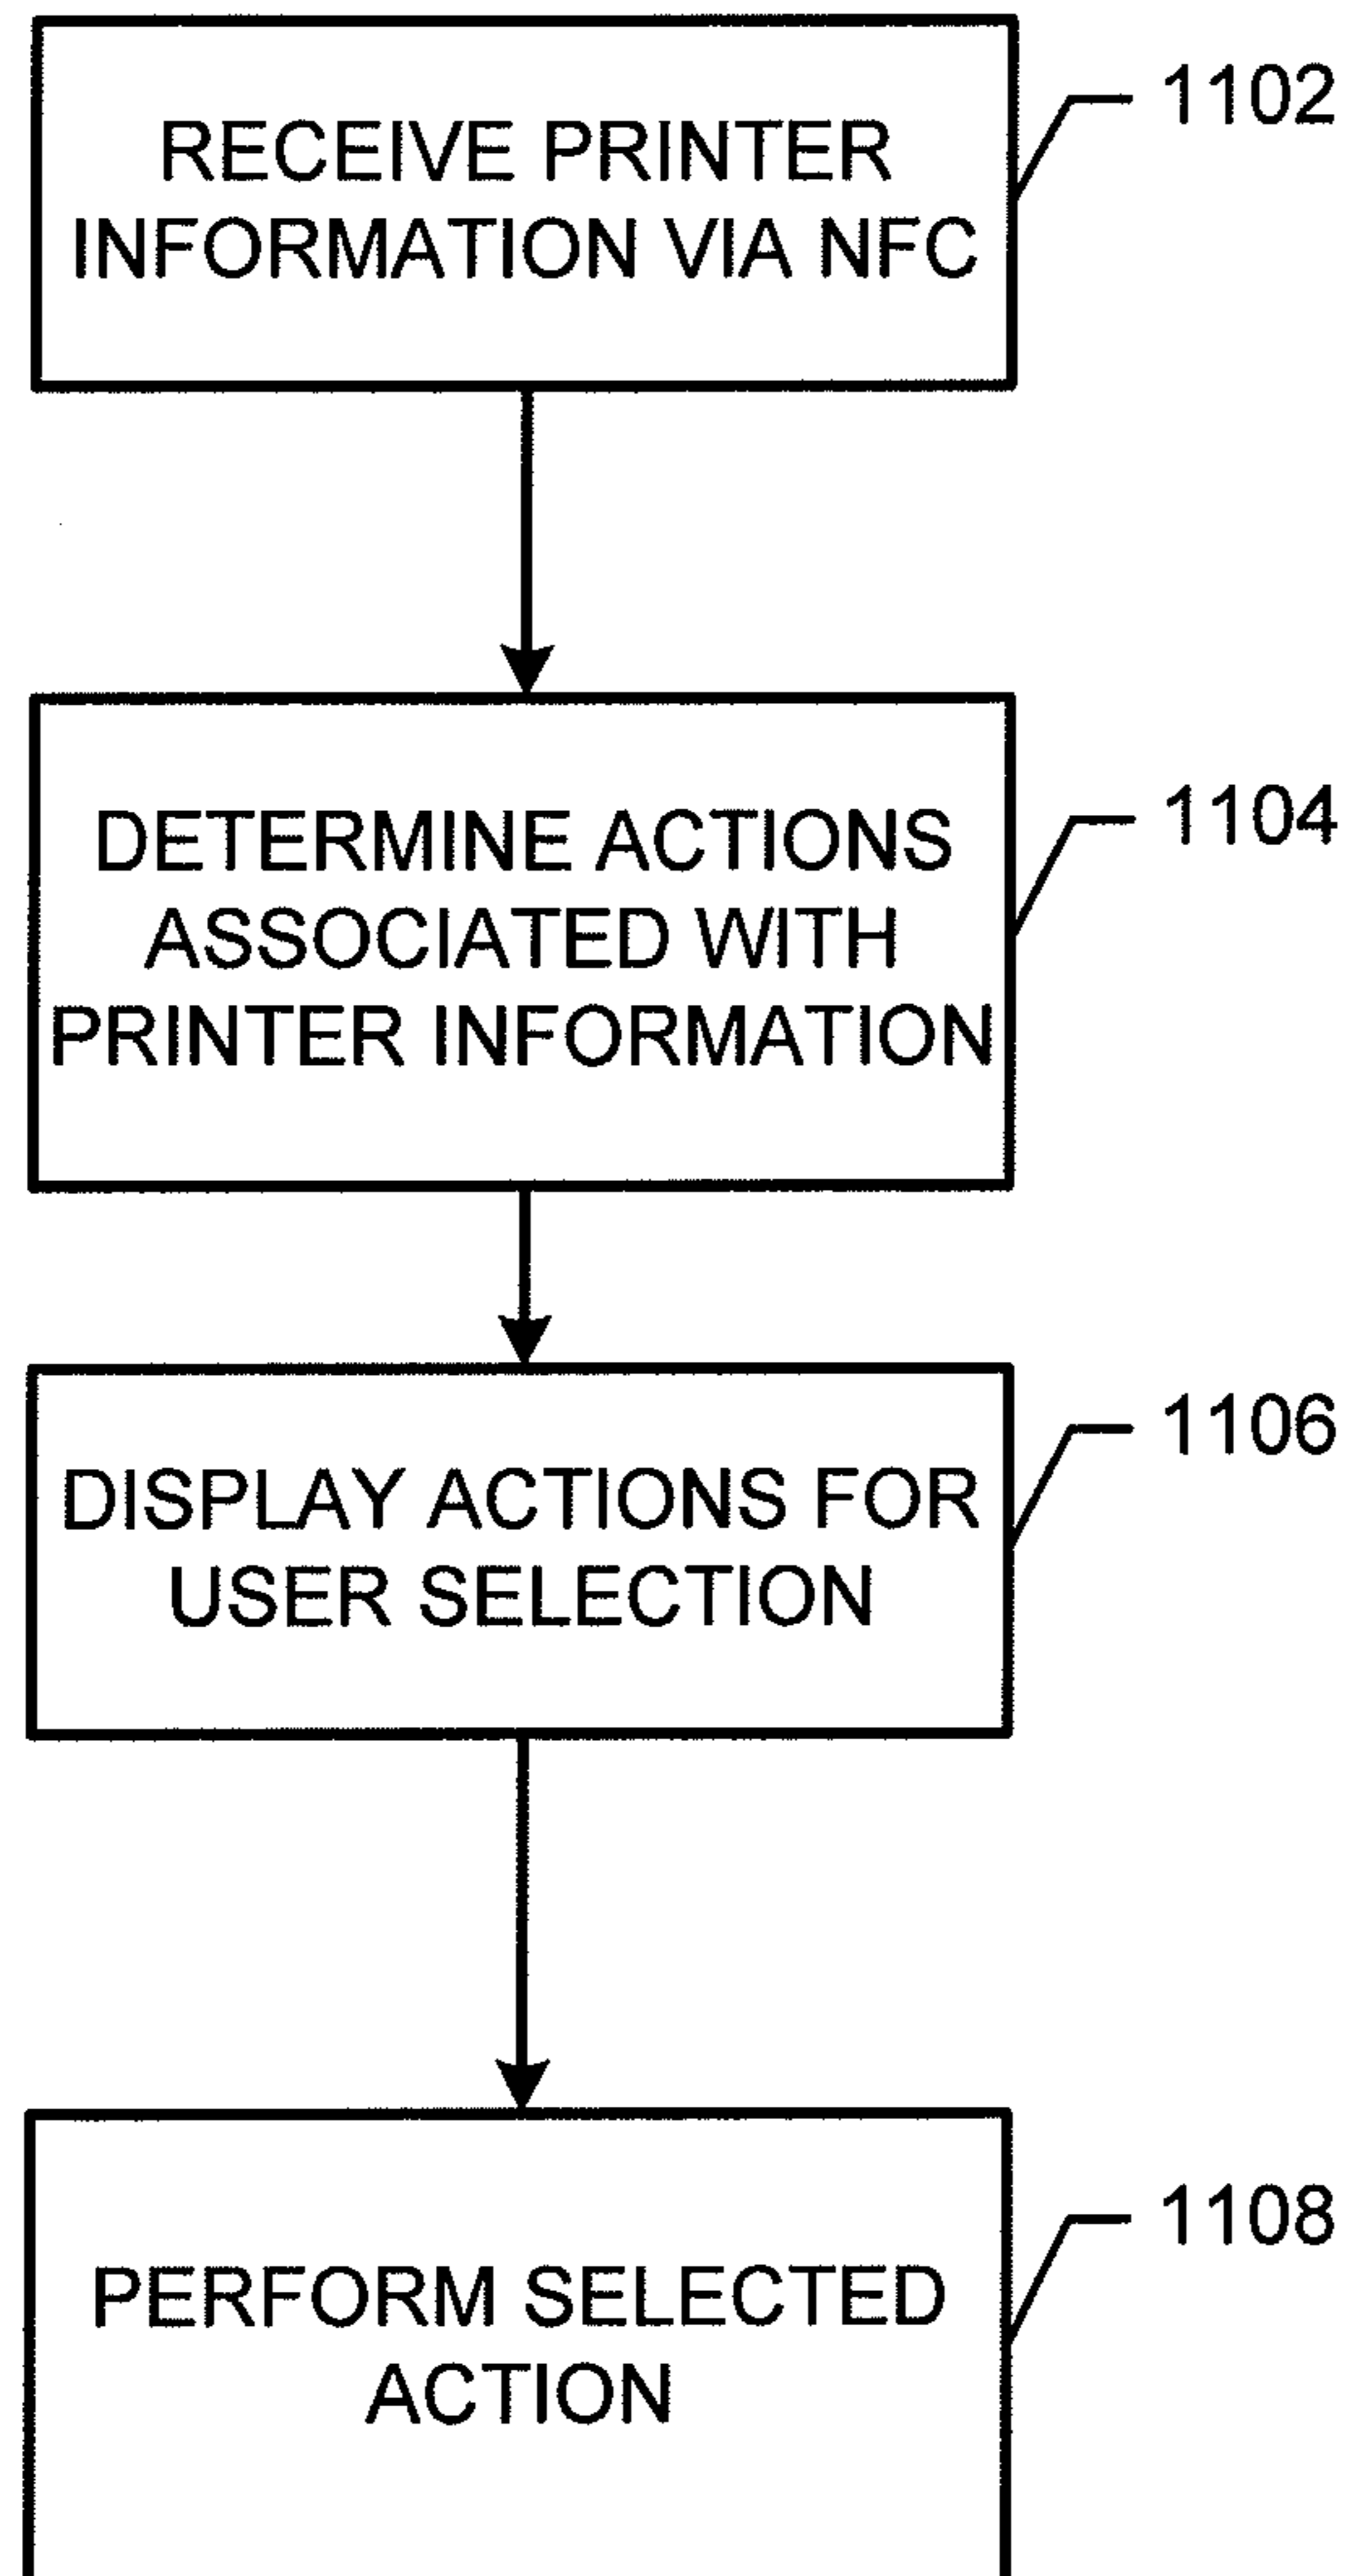 RECEIVE PRINTER
INFORMATION VIA NFC
1102
DETERMINE ACTIONS
ASSOCIATED WITH
PRINTER INFORMATION
1104
DISPLAY ACTIONS FOR
USER SELECTION
1106
PERFORM SELECTED
ACTION
1108